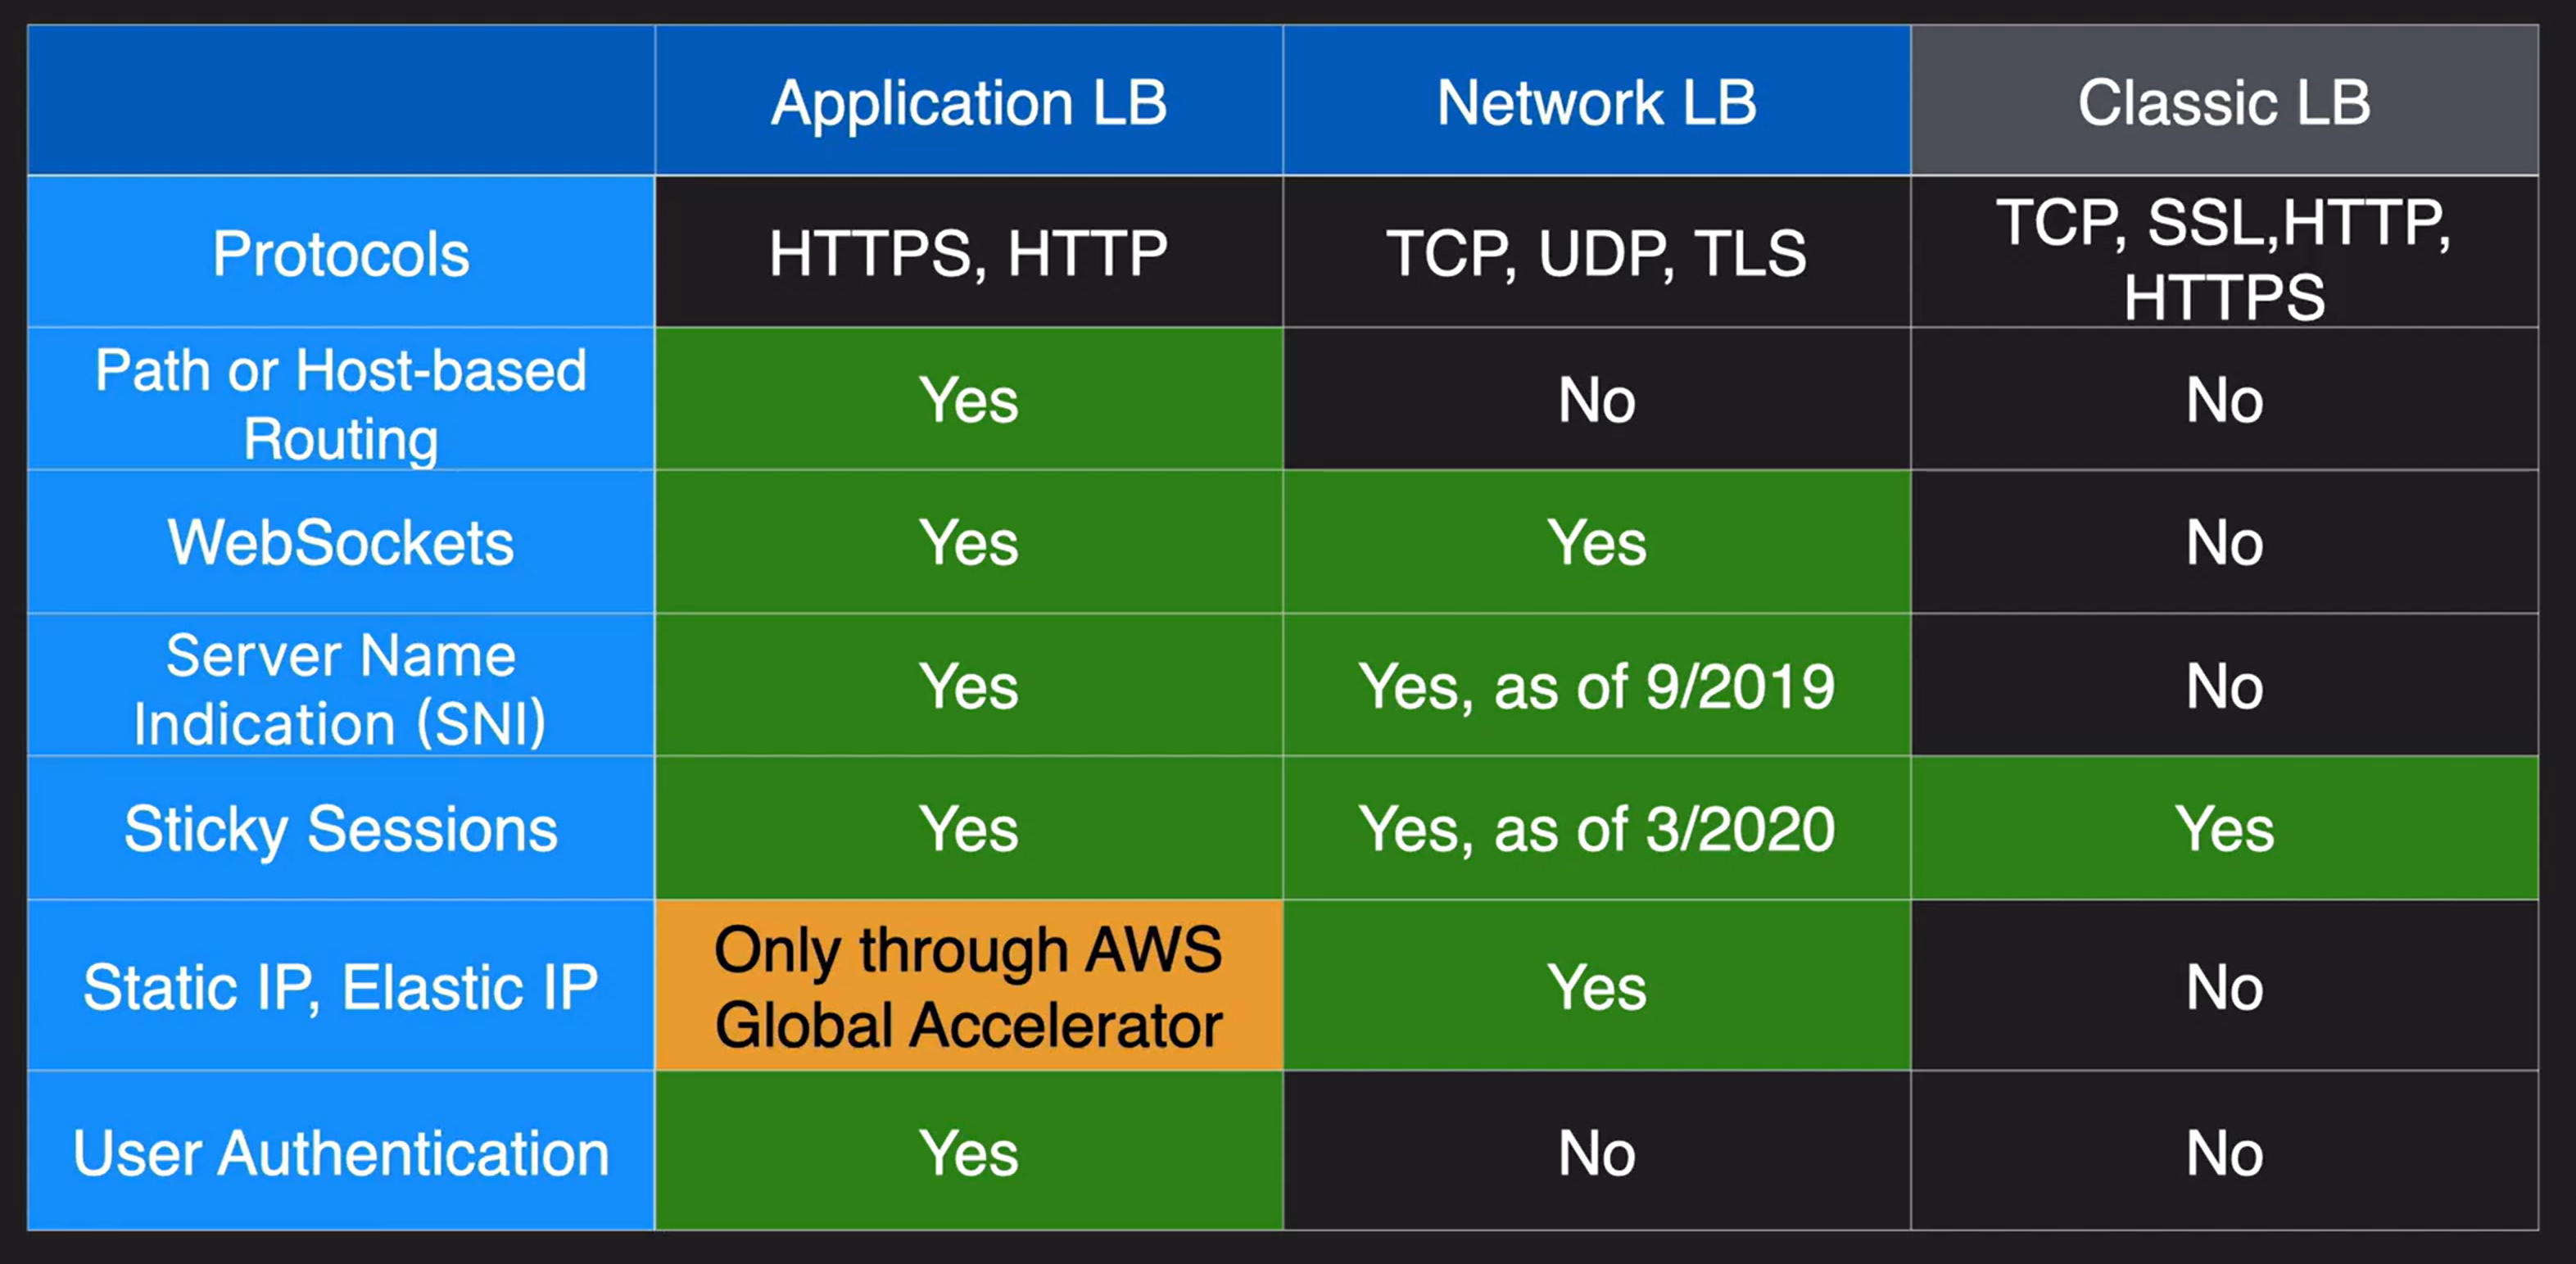 Application LB
Network LB
Classic LB
Protocols
HTTPS, HTTP
TCP, UDP, TLS
TCP, SSL,HTTP,
HTTPS
Path or Host-based
Routing
Yes
No
No
WebSockets
Yes
Yes
No
Server Name
Indication (SNI)
Yes
Yes, as of 9/2019
No
Sticky Sessions
Yes
Yes, as of 3/2020
Yes
Static IP, Elastic IP
Only through AWS
Global Accelerator
Yes
No
User Authentication
Yes
No
No